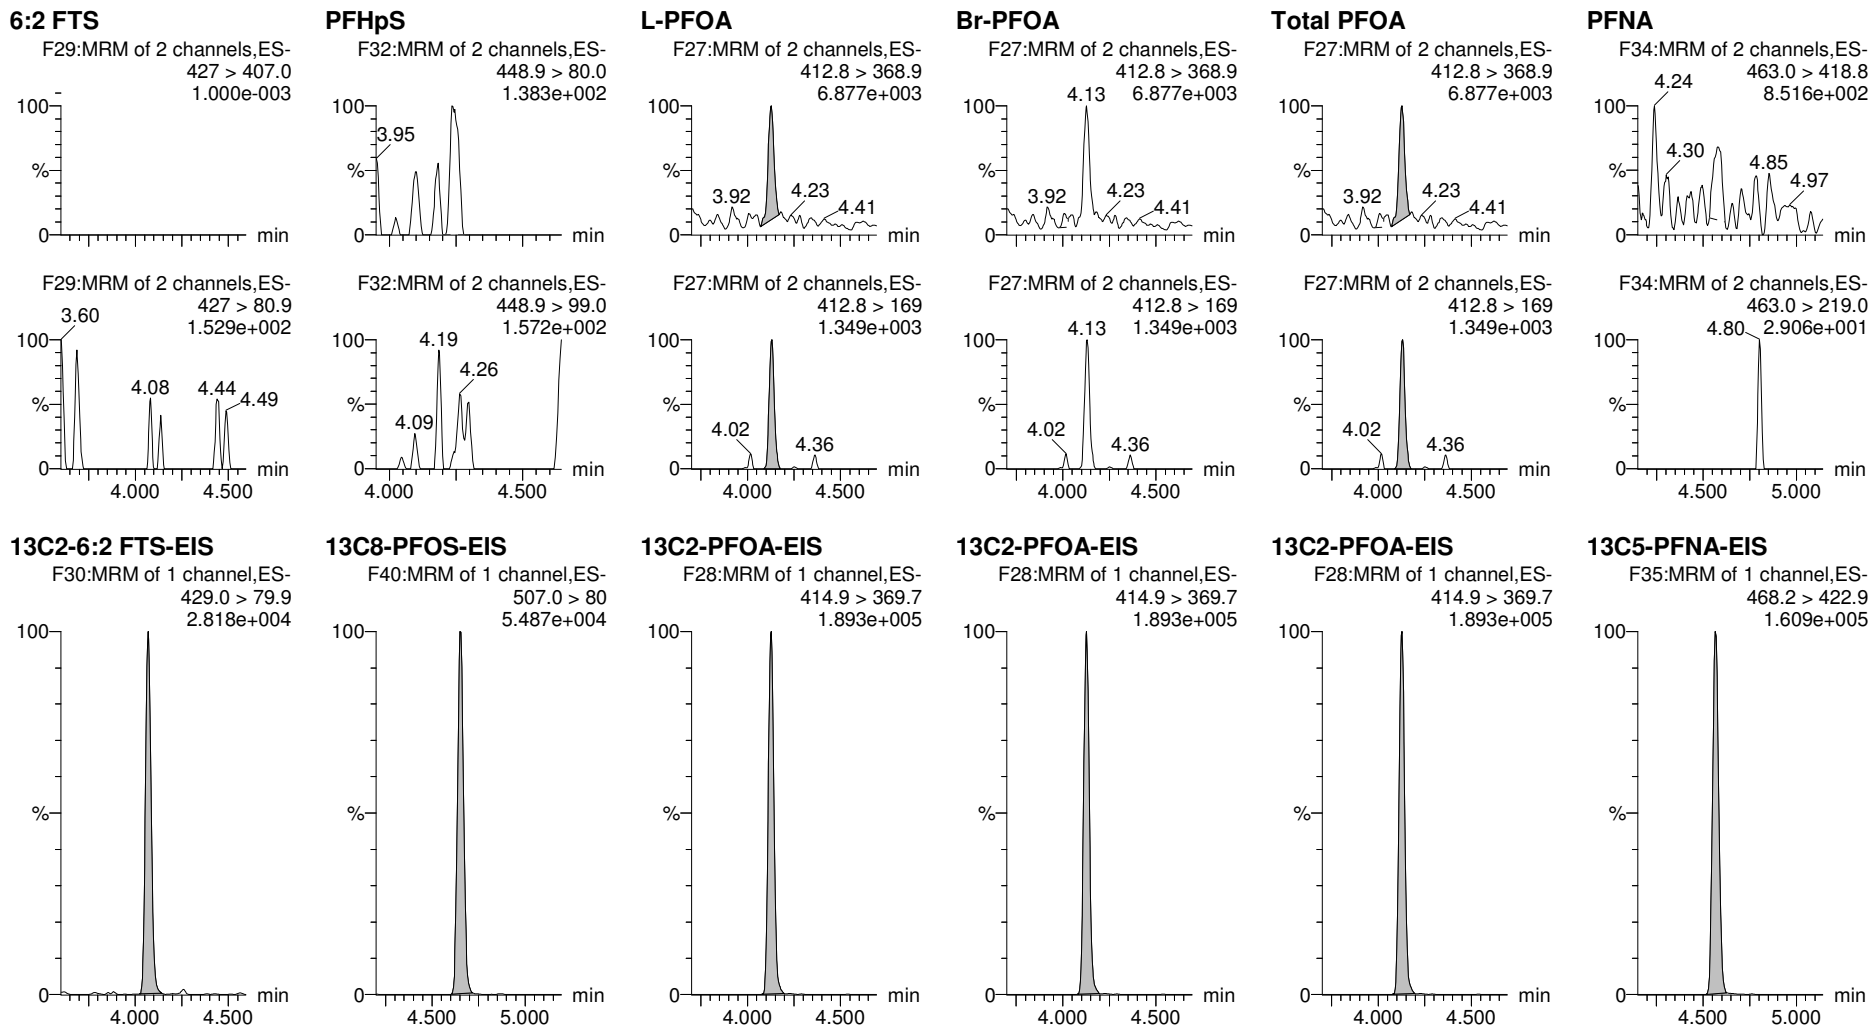 6:2 FTS
F29:MRM of 2 channels,ES-
427 > 407.0
1.000e-003
100
%
0
min
F29:MRM of 2 channels,ES-
427 > 80.9
1.529e+002
3.60
100
4.08
4.44
4.49
%
0
min
4.000
4.500
PFHpS
F32:MRM of 2 channels,ES-
448.9 > 80.0
1.383e+002
100
3.95
%
0
min
F32:MRM of 2 channels,ES-
448.9 > 99.0
1.572e+002
100
4.19
4.26
%
4.09
0
min
4.000
4.500
L-PFOA
F27:MRM of 2 channels,ES-
412.8 > 368.9
6.877e+003
100
%
3.92
4.23
4.41
0
min
F27:MRM of 2 channels,ES-
412.8 > 169
1.349e+003
100
%
4.02
4.36
0
min
4.000
4.500
Br-PFOA
F27:MRM of 2 channels,ES-
412.8 > 368.9
4.13
6.877e+003
100
%
3.92
4.23
4.41
0
min
F27:MRM of 2 channels,ES-
412.8 > 169
4.13
1.349e+003
100
%
4.02
4.36
0
min
4.000
4.500
Total PFOA
F27:MRM of 2 channels,ES-
412.8 > 368.9
6.877e+003
100
%
3.92
4.23
4.41
0
min
F27:MRM of 2 channels,ES-
412.8 > 169
1.349e+003
100
%
4.02
4.36
0
min
4.000
4.500
PFNA
F34:MRM of 2 channels,ES-
463.0 > 418.8
4.24
8.516e+002
100
4.30
4.85
%
4.97
0
min
F34:MRM of 2 channels,ES-
463.0 > 219.0
4.80
2.906e+001
100
%
0
min
4.500
5.000
13C2-6:2 FTS-EIS
F30:MRM of 1 channel,ES-
429.0 > 79.9
2.818e+004
100
%
0
min
4.000
4.500
13C8-PFOS-EIS
F40:MRM of 1 channel,ES-
507.0 > 80
5.487e+004
100
%
0
min
4.500
5.000
13C2-PFOA-EIS
F28:MRM of 1 channel,ES-
414.9 > 369.7
1.893e+005
100
%
0
min
4.000
4.500
13C2-PFOA-EIS
F28:MRM of 1 channel,ES-
414.9 > 369.7
1.893e+005
100
%
0
min
4.000
4.500
13C2-PFOA-EIS
F28:MRM of 1 channel,ES-
414.9 > 369.7
1.893e+005
100
%
0
min
4.000
4.500
13C5-PFNA-EIS
F35:MRM of 1 channel,ES-
468.2 > 422.9
1.609e+005
100
%
0
min
4.500
5.000